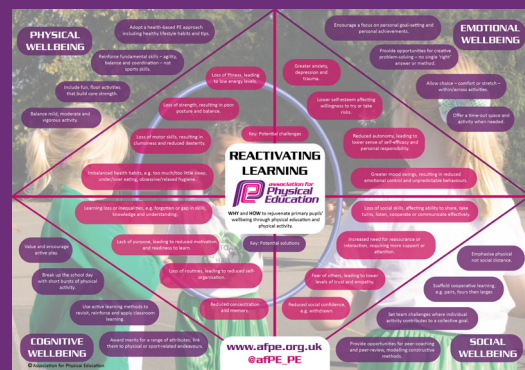 PHYSICAL
WELLBEING
Adopt a health-based PE approach
including healthy lifestyle habits and tips.
Reinforce fundamental skills – agility,
balance and coordination – not
sports skills.
Include fun, floor activities
that build core strength.
Balance mild, moderate and
vigorous activity.
Loss of fitness, leading
to low energy levels.
Loss of strength, resulting in poor
posture and balance.
Loss of motor skills, resulting in
clumsiness and reduced dexterity.
Imbalanced health habits, e.g. too much/too little sleep,
under/over eating, obsessive/relaxed hygiene.
EMOTIONAL
WELLBEING
Encourage a focus on personal goal-setting and
personal achievements.
Provide opportunities for creative
problem-solving – no single 'right'
answer or method.
Allow choice – comfort or stretch –
within/across activities.
Offer a time-out space and
activity when needed.
Greater anxiety,
depression and
trauma.
Lower self-esteem affecting
willingness to try or take
risks.
Reduced autonomy, leading to
lower sense of self-efficacy and
personal responsibility.
Greater mood swings, resulting in reduced
emotional control and unpredictable behaviours.
Key: Potential challenges
REACTIVATING
LEARNING
association for
Physical
Education
WHY and HOW to rejuvenate primary pupils'
wellbeing through physical education and
physical activity.
Key: Potential solutions
Learning loss or inequalities, e.g. forgotten or gaps in skills,
knowledge and understanding.
Lack of purpose, leading to reduced motivation
and readiness to learn.
Loss of routines, leading to reduced self-
organisation.
Reduced concentration
and memory.
Value and encourage
active play.
Break up the school day
with short bursts of physical
activity.
Use active learning methods to
revisit, reinforce and apply classroom
learning.
Award merits for a range of attributes; link
them to physical or sport-related endeavours.
COGNITIVE
WELLBEING
© Association for Physical Education
Loss of social skills, affecting ability to share, take
turns, listen, cooperate or communicate effectively.
Increased need for reassurance or
interaction, requiring more support or
attention.
Fear of others, leading to lower
levels of trust and empathy.
Reduced social confidence,
e.g. withdrawn.
Emphasise physical
not social distance.
Scaffold cooperative learning,
e.g. pairs, fours then larger.
Set team challenges where individual
activity contributes to a collective goal.
Provide opportunities for peer-coaching
and peer-review, modelling constructive
methods.
SOCIAL
WELLBEING
www.afpe.org.uk
@afPE_PE